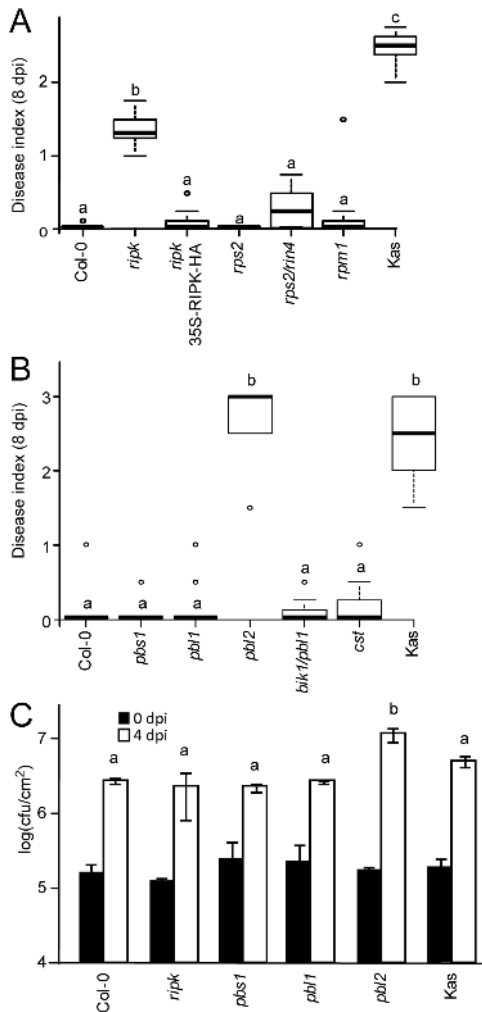 A
Disease index (8 dpi)
2
1
0
a
b
a
a
a
a
c
Col-0
ripk
ripk
35S-RIPK-HA
rps2
rps2/rin4
rpm1
Kas
B
Disease index (8 dpi)
3
2
1
0
a
a
a
b
a
a
b
Col-0
pbs1
pbl1
pbl2
bik1/pbl1
cst
Kas
C
log(cfu/cm²)
7
6
5
4
0 dpi
4 dpi
a
a
a
a
b
a
Col-0
ripk
pbs1
pbl1
pbl2
Kas